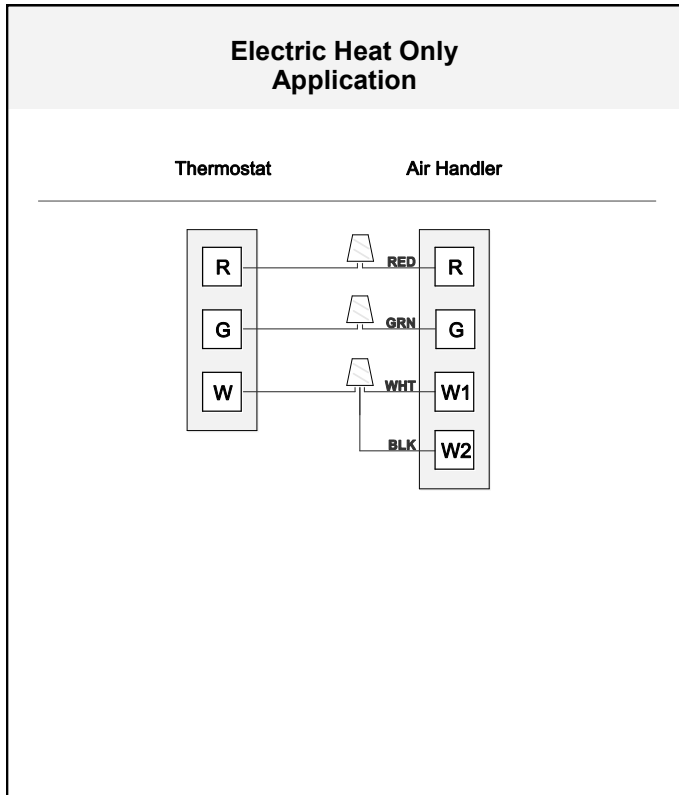 Electric Heat Only
Application
Thermostat Air Handler
R RED R
G GRN G
W WHT W1
BLK W2